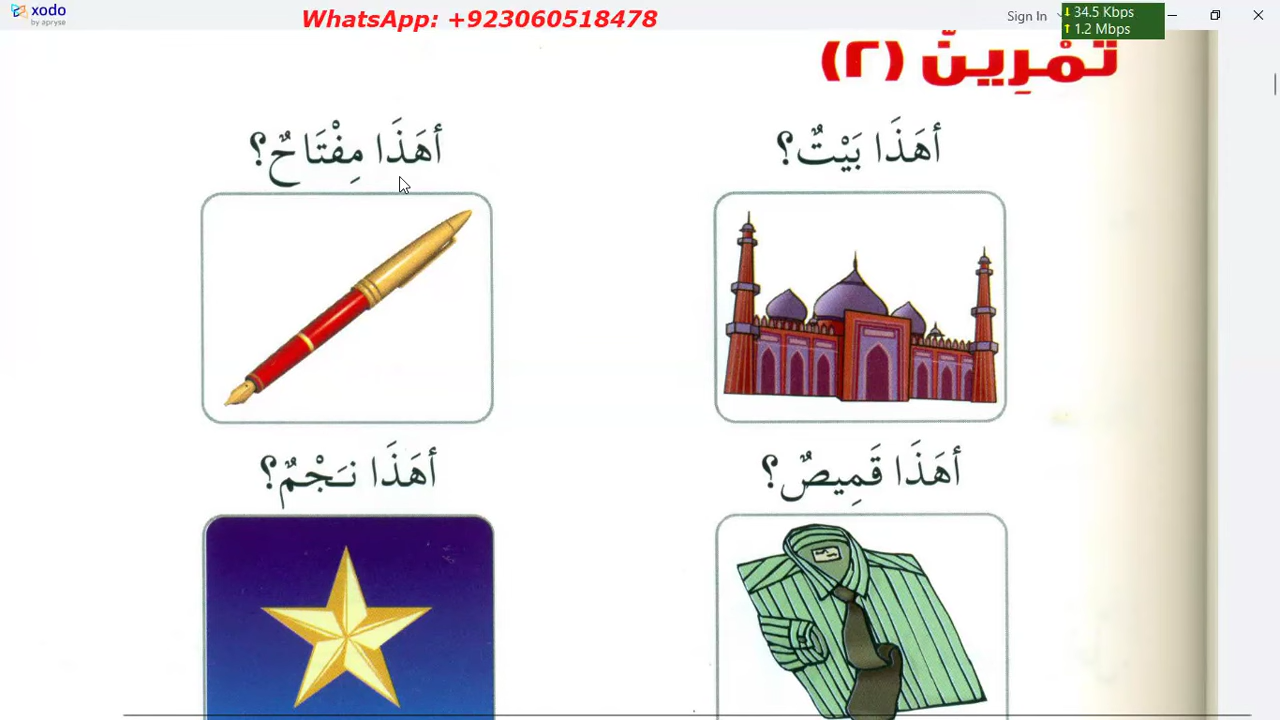 xodo
by apryse
WhatsApp: +923060518478
Sign In
↓ 34.5 Kbps
↑ 1.2 Mbps
تَمْرِينٌ (٢)
أَهَذَا بَيْتٌ؟
أَهَذَا مِفْتَاحٌ؟
أَهَذَا قَمِيصٌ؟
أَهَذَا نَجْمٌ؟